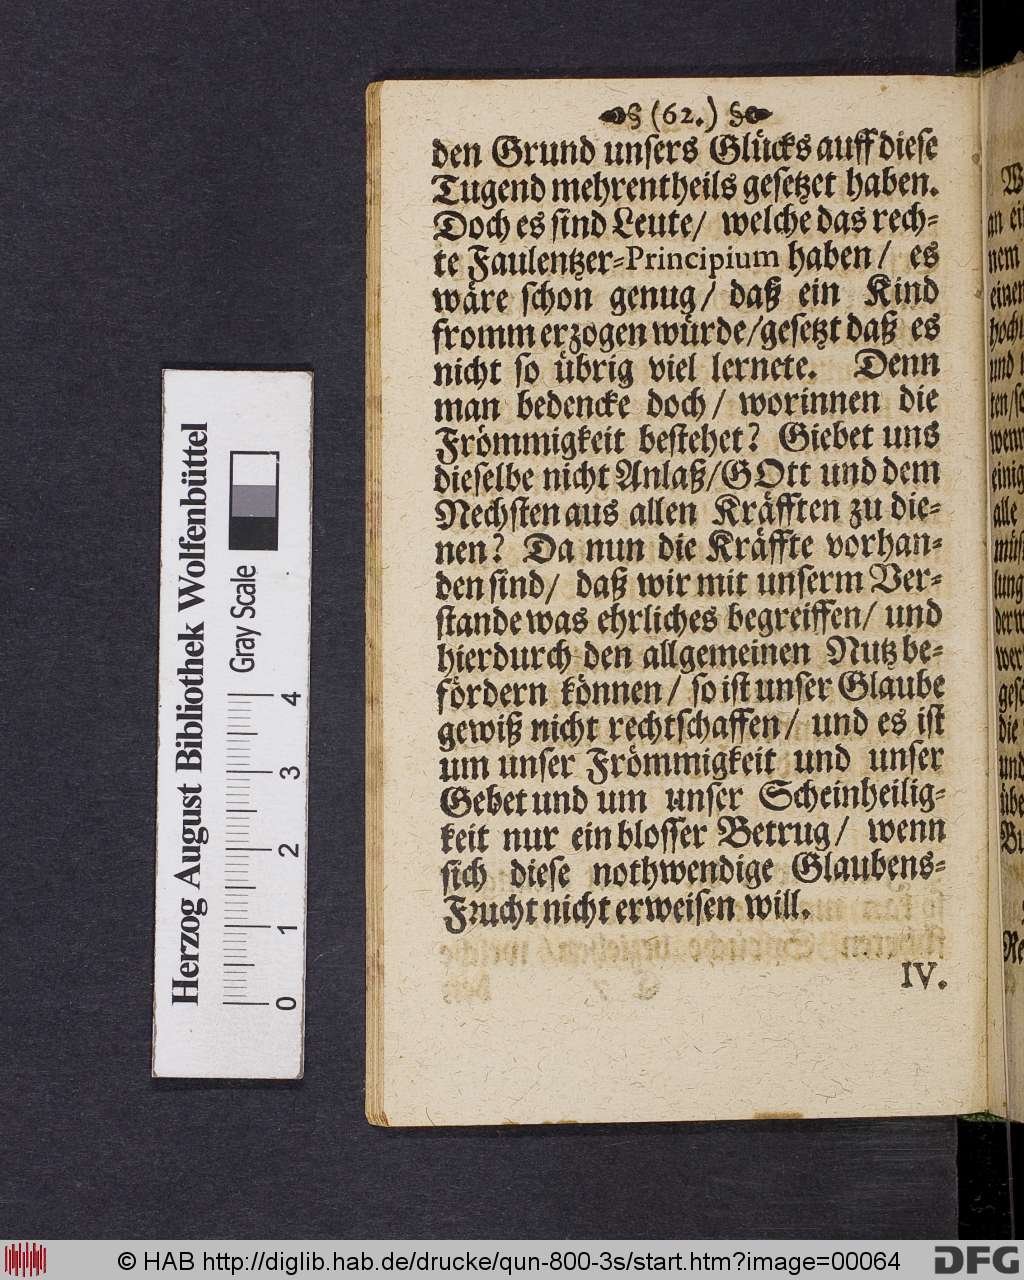 (62.)
den Grund unsers Glücks auff diese
Tugend mehrentheils gesetzet haben.
Doch es sind Leute/ welche das rech-
te Faulentzer-Principium haben/ es
wäre schon genug/ daß ein Kind
fromm erzogen würde/gesetzt daß es
nicht so übrig viel lernete. Denn
man bedencke doch/ worinnen die
Frömmigkeit bestehet? Giebet uns
dieselbe nicht Anlaß/GOtt und dem
Nechsten aus allen Kräfften zu die-
nen? Da nun die Kräffte vorhan-
den sind/ daß wir mit unserm Ver-
stande was ehrliches begreiffen/ und
hierdurch den allgemeinen Nutz be-
fördern können/ so ist unser Glaube
gewiß nicht rechtschaffen/ und es ist
um unser Frömmigkeit und unser
Gebet und um unser Scheinheilig-
keit nur ein blosser Betrug/ wenn
sich diese nothwendige Glaubens-
Frucht nicht erweisen will.
IV.
Herzog August Bibliothek Wolfenbüttel
Gray Scale
0 1 2 3 4
an
nem
einen
und
alle
die
© HAB http://diglib.hab.de/drucke/qun-800-3s/start.htm?image=00064
DFG